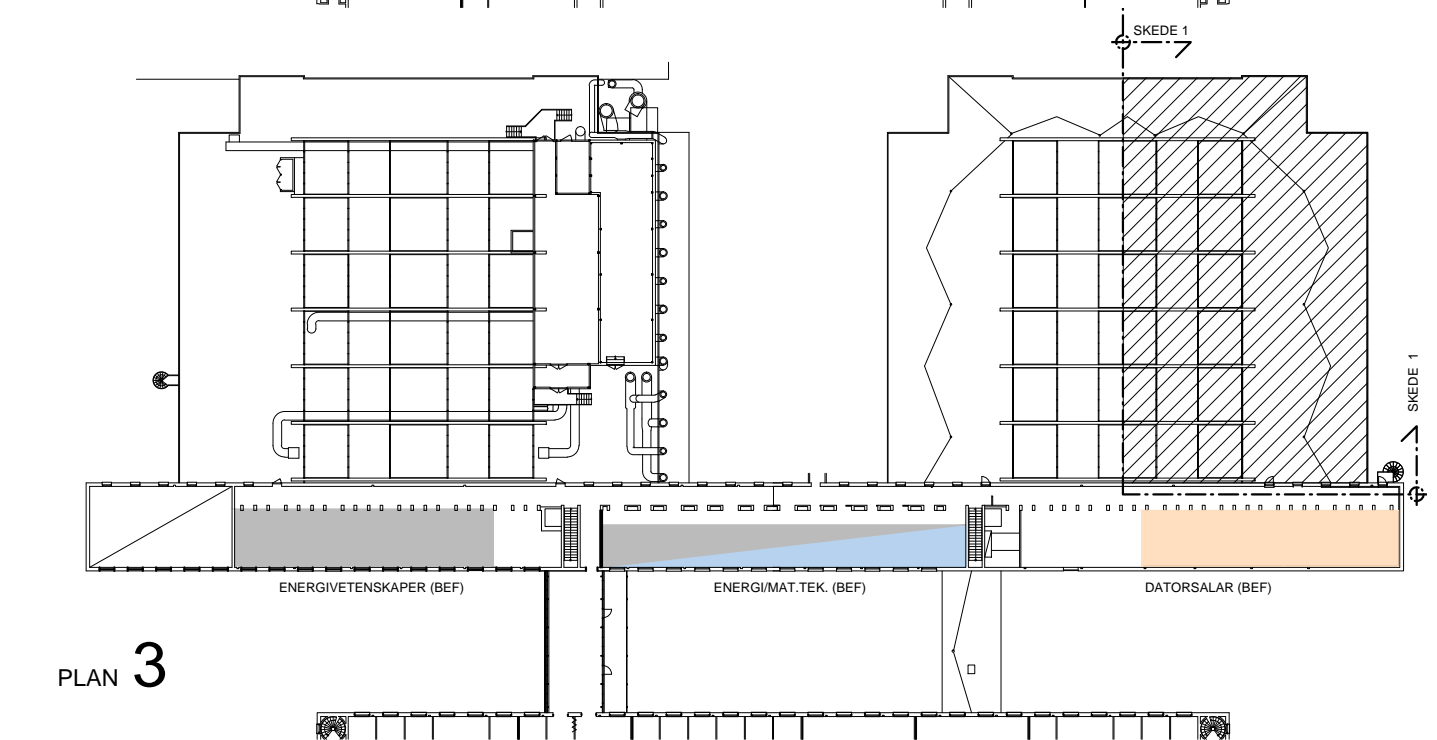 SKEDE 1
SKEDE 1
ENERGIVETENSKAPER (BEF)
ENERGI/MAT.TEK. (BEF)
DATORSALAR (BEF)
PLAN 3